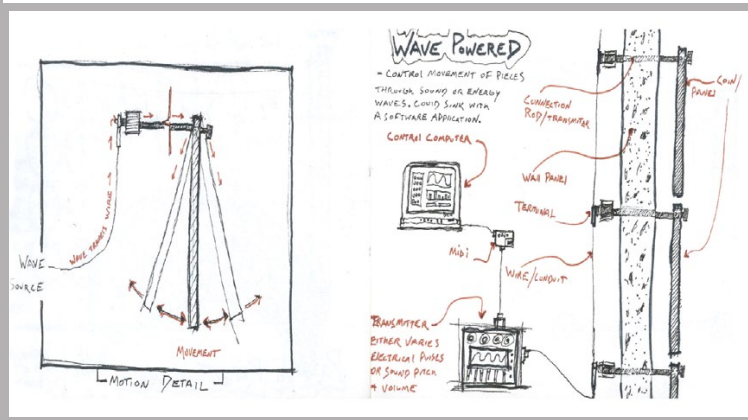 WAVE
SOURCE
WAVE TRAVELS WIRE
MOVEMENT
MOTION DETAIL
WAVE POWERED
- CONTROL MOVEMENT OF PIECES
THROUGH SOUND OR ENERGY
WAVES. COULD SINK WITH
A SOFTWARE APPLICATION.
CONTROL COMPUTER
MIDI
TRANSMITTER
EITHER VARIES
ELECTRICAL PULSES
OR SOUND PITCH
+ VOLUME
CONNECTION
ROD/TRANSMITOR
WALL PANEL
TERMINAL
WIRE/CONDUIT
COIN/
PANEL